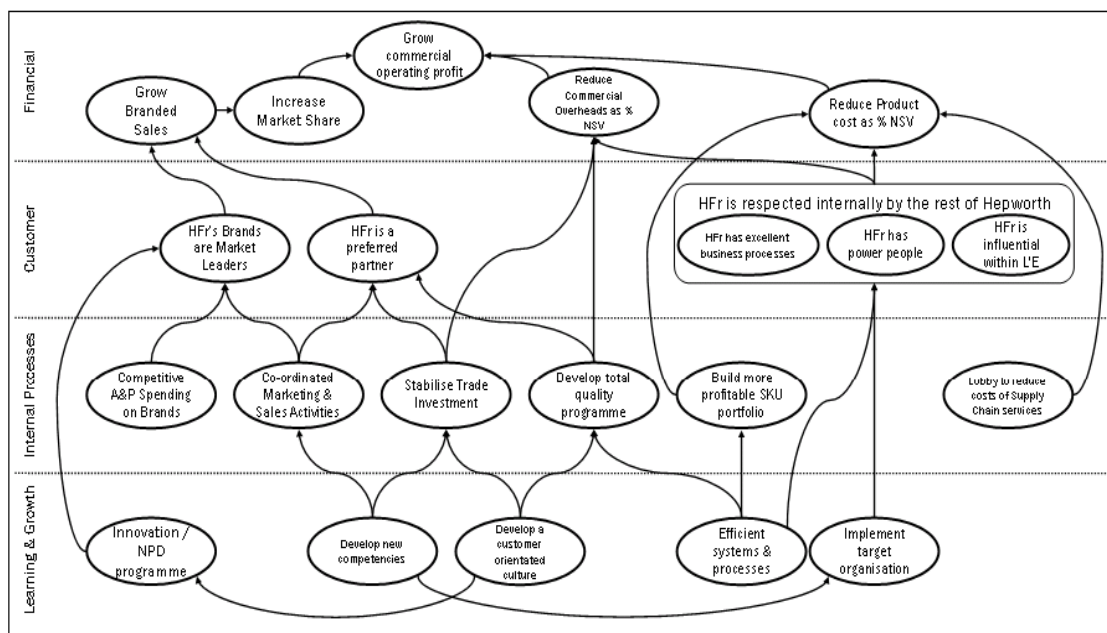 Financial
Grow
commercial
operating profit
Grow
Branded
Sales
Increase
Market Share
Reduce
Commercial
Overheads as %
NSV
Reduce Product
cost as % NSV
Customer
HFr's Brands
are Market
Leaders
HFr is a
preferred
partner
HFr is respected internally by the rest of Hepworth
HFr has excellent
business processes
HFr has
power people
HFr is
influential
within L'E
Internal Processes
Competitive
A&P Spending
on Brands
Co-ordinated
Marketing &
Sales Activities
Stabilise Trade
Investment
Develop total
quality
programme
Build more
profitable SKU
portfolio
Lobby to reduce
costs of Supply
Chain services
Learning & Growth
Innovation /
NPD
programme
Develop new
competencies
Develop a
customer
orientated
culture
Efficient
systems &
processes
Implement
target
organisation